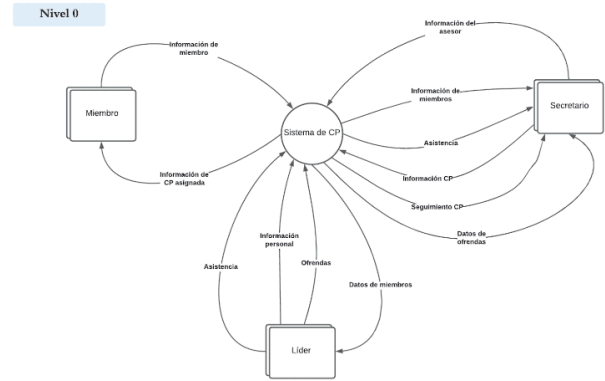 Nivel 0
Información del
asesor
Información de
miembro
Información de
miembros
Miembro
Secretario
Sistema de CP
Asistencia
Información de
CP asignada
Información CP
Seguimiento CP
Datos de
ofrendas
Información
personal
Asistencia
Ofrendas
Datos de miembros
Líder